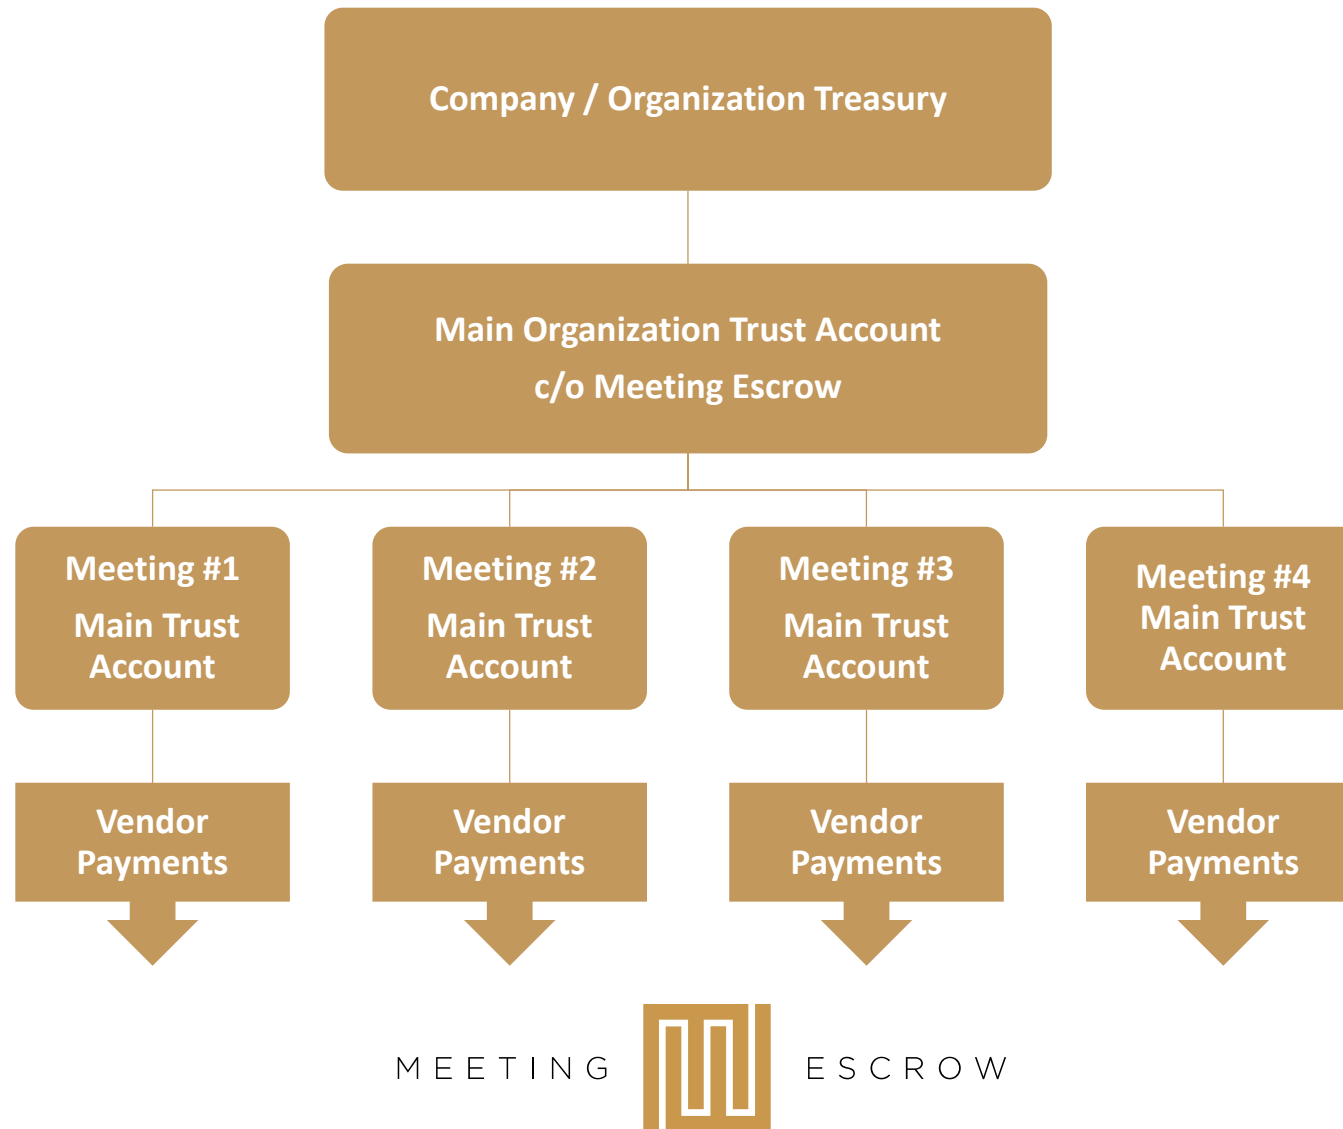 Company / Organization Treasury
Main Organization Trust Account
c/o Meeting Escrow
Meeting #1
Main Trust
Account
Meeting #2
Main Trust
Account
Meeting #3
Main Trust
Account
Meeting #4
Main Trust
Account
Vendor
Payments
Vendor
Payments
Vendor
Payments
Vendor
Payments
MEETING ESCROW